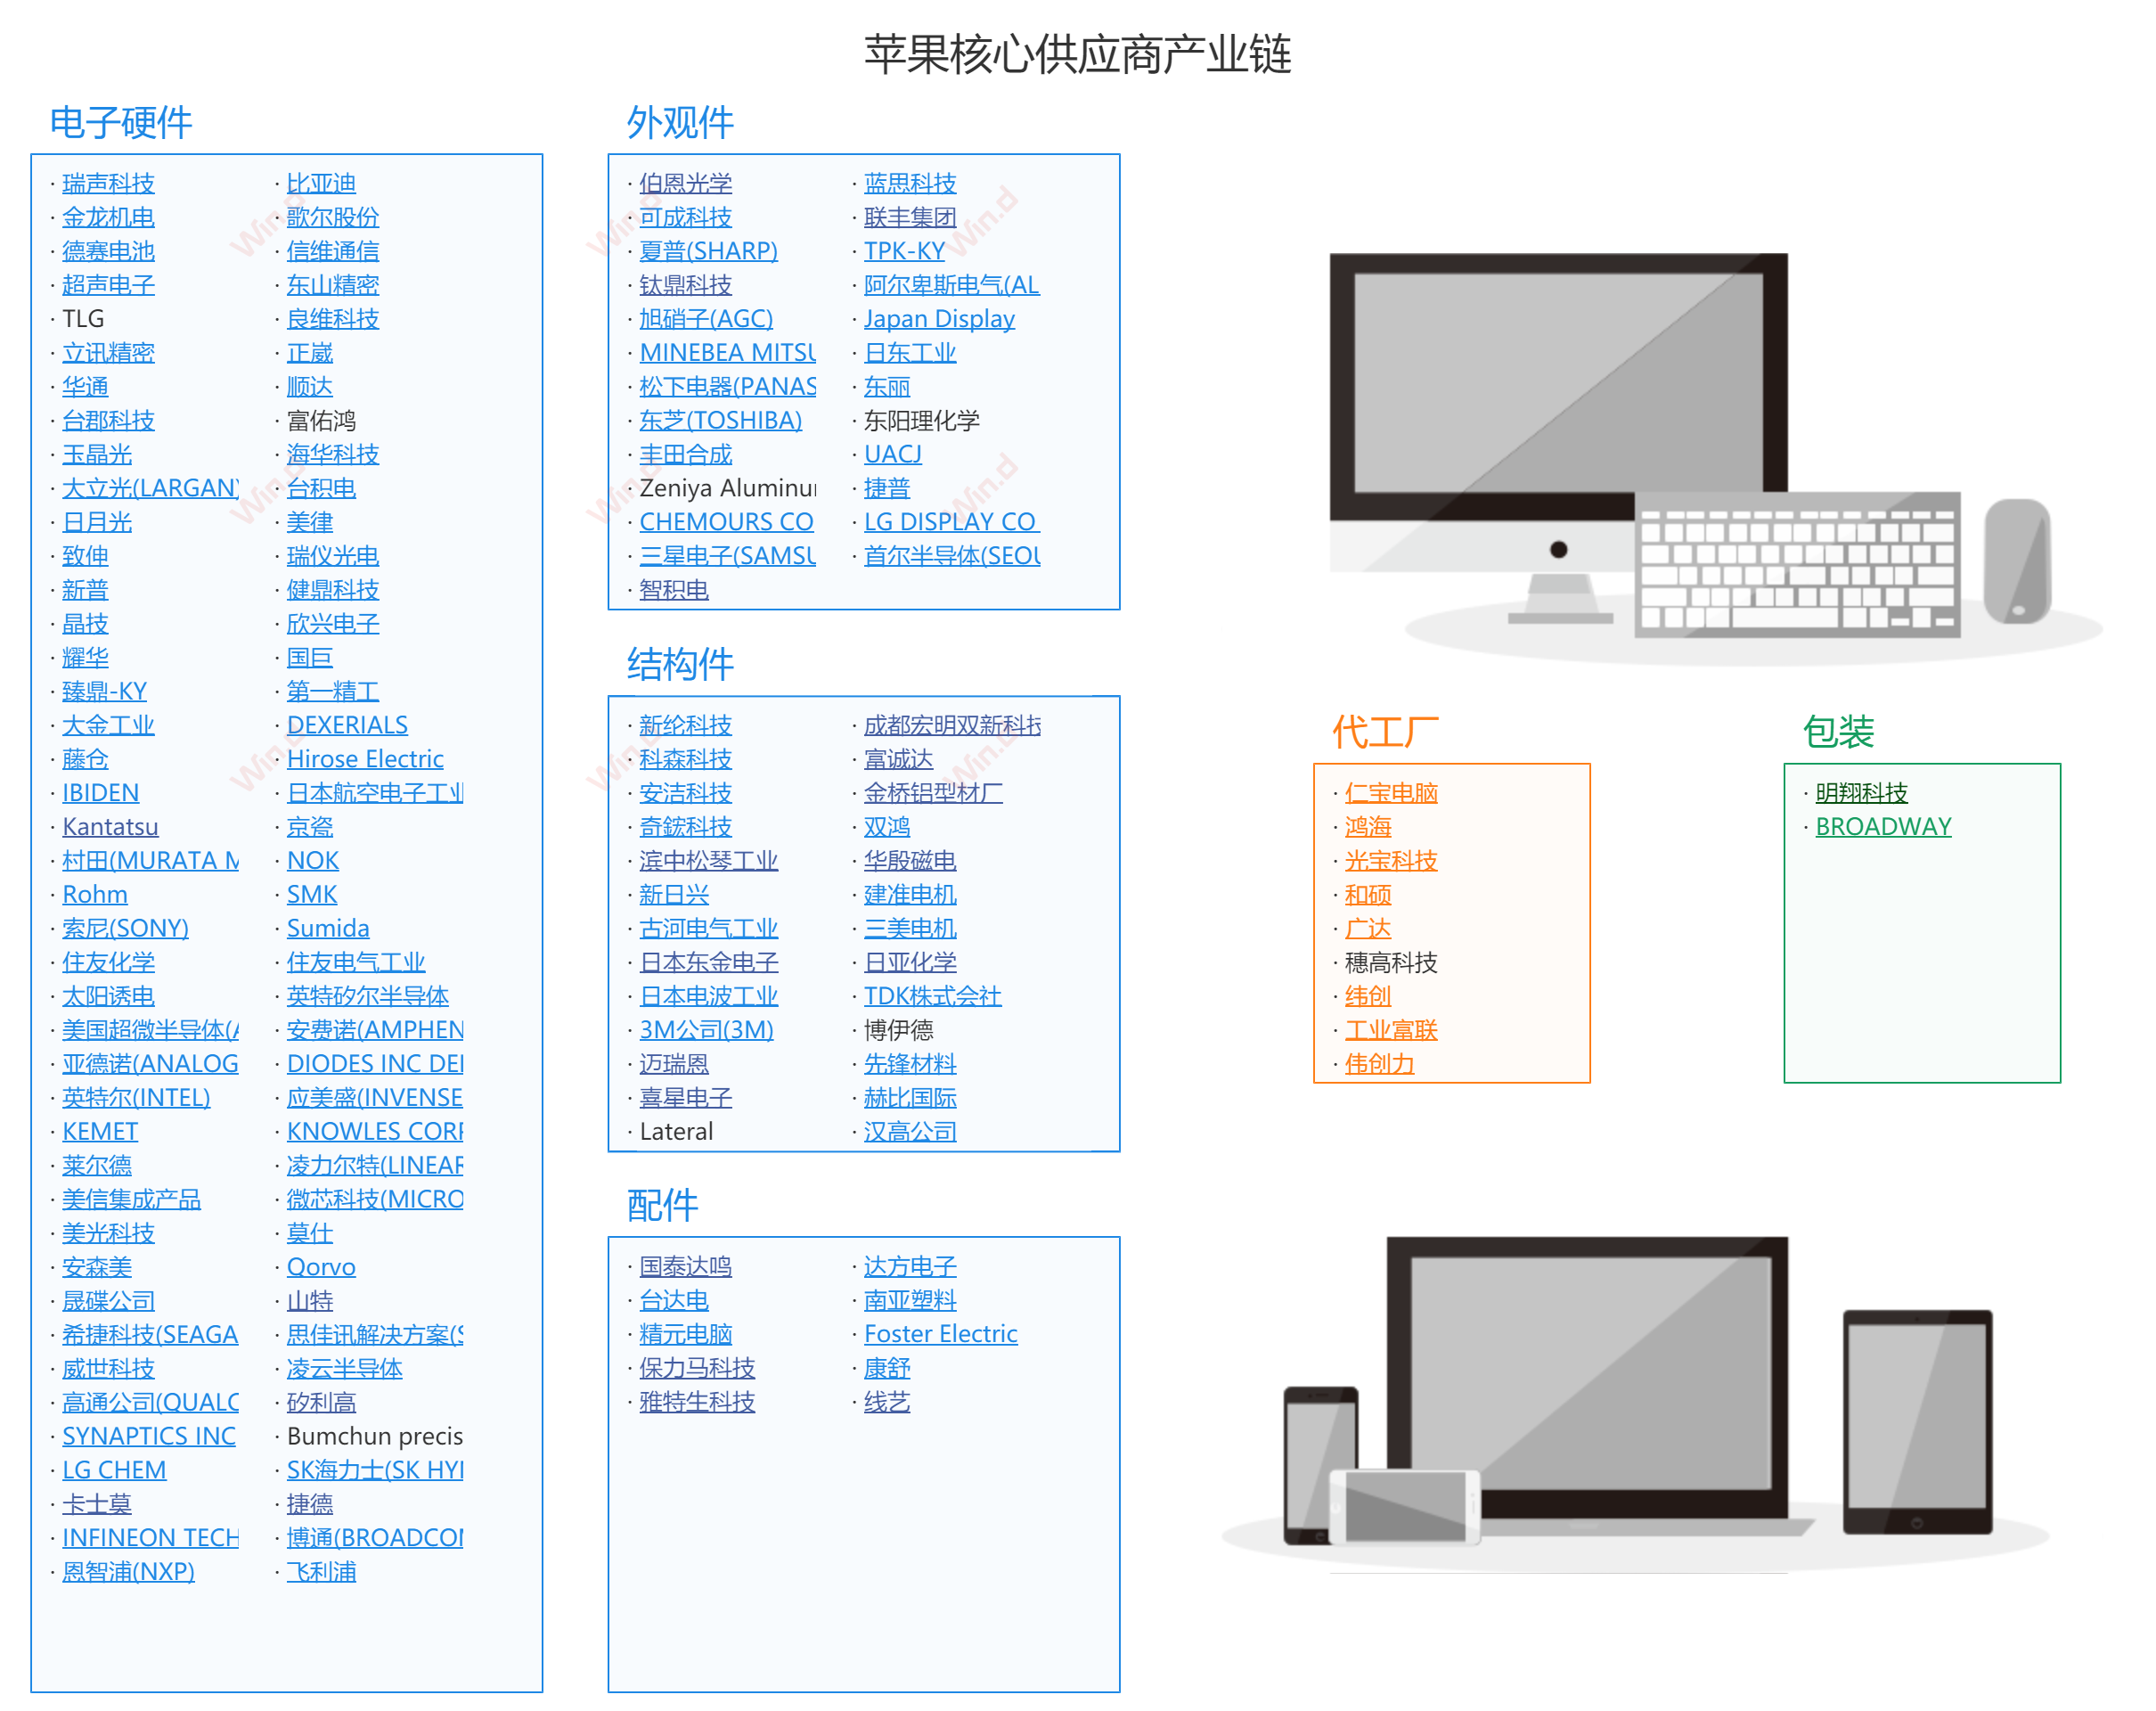 苹果核心供应商产业链
电子硬件
· 瑞声科技
· 金龙机电
· 德赛电池
· 超声电子
· TLG
· 立讯精密
· 华通
· 台郡科技
· 玉晶光
· 大立光(LARGAN)
· 日月光
· 致伸
· 新普
· 晶技
· 耀华
· 臻鼎-KY
· 大金工业
· 藤仓
· IBIDEN
· Kantatsu
· 村田(MURATA M
· Rohm
· 索尼(SONY)
· 住友化学
· 太阳诱电
· 美国超微半导体(A
· 亚德诺(ANALOG
· 英特尔(INTEL)
· KEMET
· 莱尔德
· 美信集成产品
· 美光科技
· 安森美
· 晟碟公司
· 希捷科技(SEAGA
· 威世科技
· 高通公司(QUALC
· SYNAPTICS INC
· LG CHEM
· 卡士莫
· INFINEON TECH
· 恩智浦(NXP)
· 比亚迪
· 歌尔股份
· 信维通信
· 东山精密
· 良维科技
· 正崴
· 顺达
· 富佑鸿
· 海华科技
· 台积电
· 美律
· 瑞仪光电
· 健鼎科技
· 欣兴电子
· 国巨
· 第一精工
· DEXERIALS
· Hirose Electric
· 日本航空电子工业
· 京瓷
· NOK
· SMK
· Sumida
· 住友电气工业
· 英特矽尔半导体
· 安费诺(AMPHEN
· DIODES INC DEL
· 应美盛(INVENSE
· KNOWLES CORP
· 凌力尔特(LINEAR
· 微芯科技(MICRO
· 莫仕
· Qorvo
· 山特
· 思佳讯解决方案(S
· 凌云半导体
· 矽利高
· Bumchun precis
· SK海力士(SK HYN
· 捷德
· 博通(BROADCOM
· 飞利浦
外观件
· 伯恩光学
· 可成科技
· 夏普(SHARP)
· 钛鼎科技
· 旭硝子(AGC)
· MINEBEA MITSU
· 松下电器(PANAS
· 东芝(TOSHIBA)
· 丰田合成
· Zeniya Aluminum
· CHEMOURS CO
· 三星电子(SAMSU
· 智积电
· 蓝思科技
· 联丰集团
· TPK-KY
· 阿尔卑斯电气(AL
· Japan Display
· 日东工业
· 东丽
· 东阳理化学
· UACJ
· 捷普
· LG DISPLAY CO
· 首尔半导体(SEOU
结构件
· 新纶科技
· 科森科技
· 安洁科技
· 奇鋐科技
· 滨中松琴工业
· 新日兴
· 古河电气工业
· 日本东金电子
· 日本电波工业
· 3M公司(3M)
· 迈瑞恩
· 喜星电子
· Lateral
· 成都宏明双新科技
· 富诚达
· 金桥铝型材厂
· 双鸿
· 华殷磁电
· 建准电机
· 三美电机
· 日亚化学
· TDK株式会社
· 博伊德
· 先锋材料
· 赫比国际
· 汉高公司
配件
· 国泰达鸣
· 台达电
· 精元电脑
· 保力马科技
· 雅特生科技
· 达方电子
· 南亚塑料
· Foster Electric
· 康舒
· 线艺
代工厂
· 仁宝电脑
· 鸿海
· 光宝科技
· 和硕
· 广达
· 穗高科技
· 纬创
· 工业富联
· 伟创力
包装
· 明翔科技
· BROADWAY
Win.d
Win.d
Win.d
Win.d
Win.d
Win.d
Win.d
Win.d
Win.d